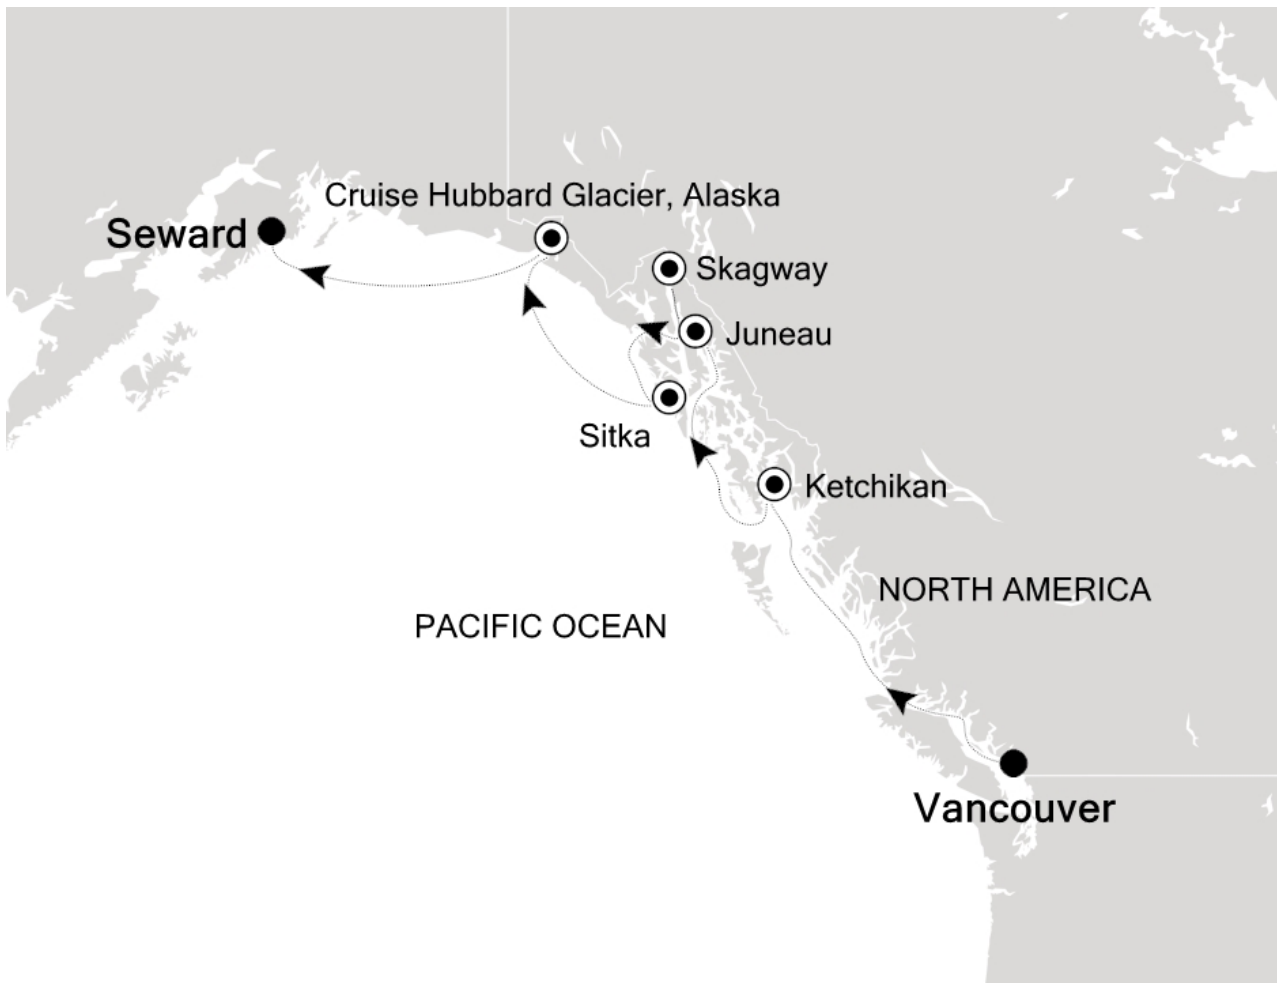 Cruise Hubbard Glacier, Alaska
Seward
Skagway
Juneau
Sitka
Ketchikan
NORTH AMERICA
PACIFIC OCEAN
Vancouver